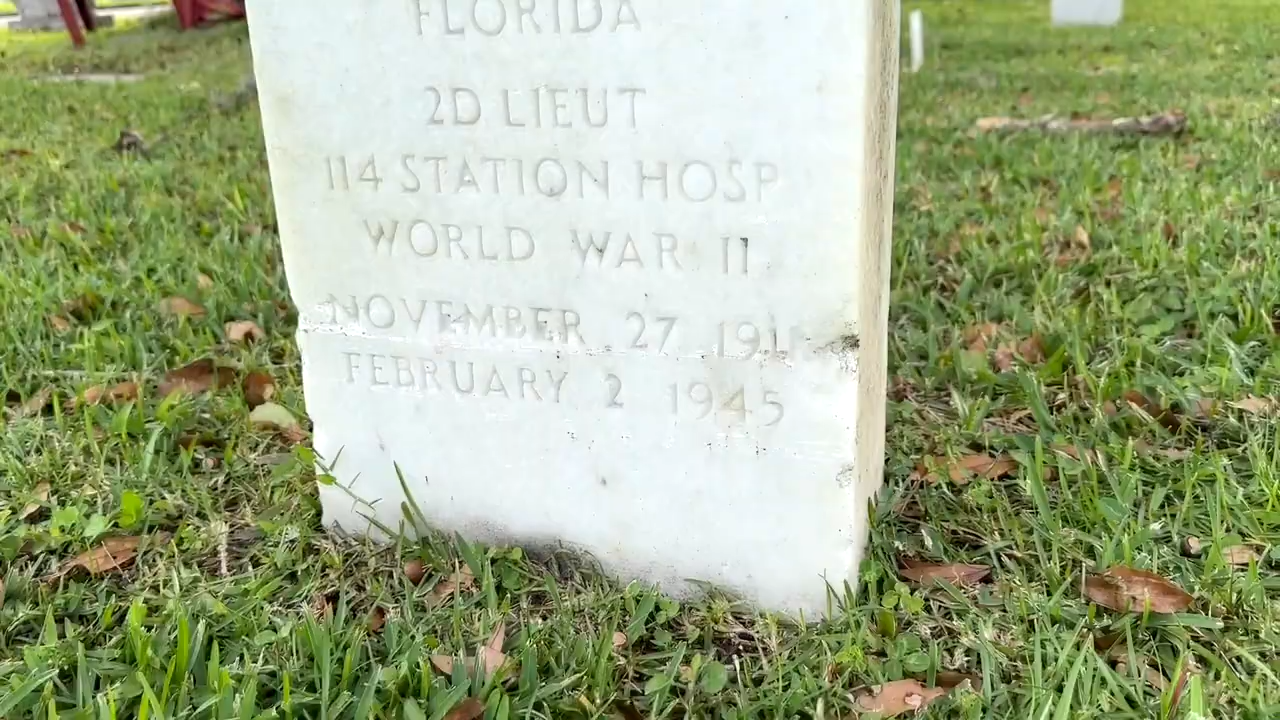 FLORIDA
2D LIEUT
114 STATION HOSP
WORLD WAR II
NOVEMBER 27
FEBRUARY 2 1945